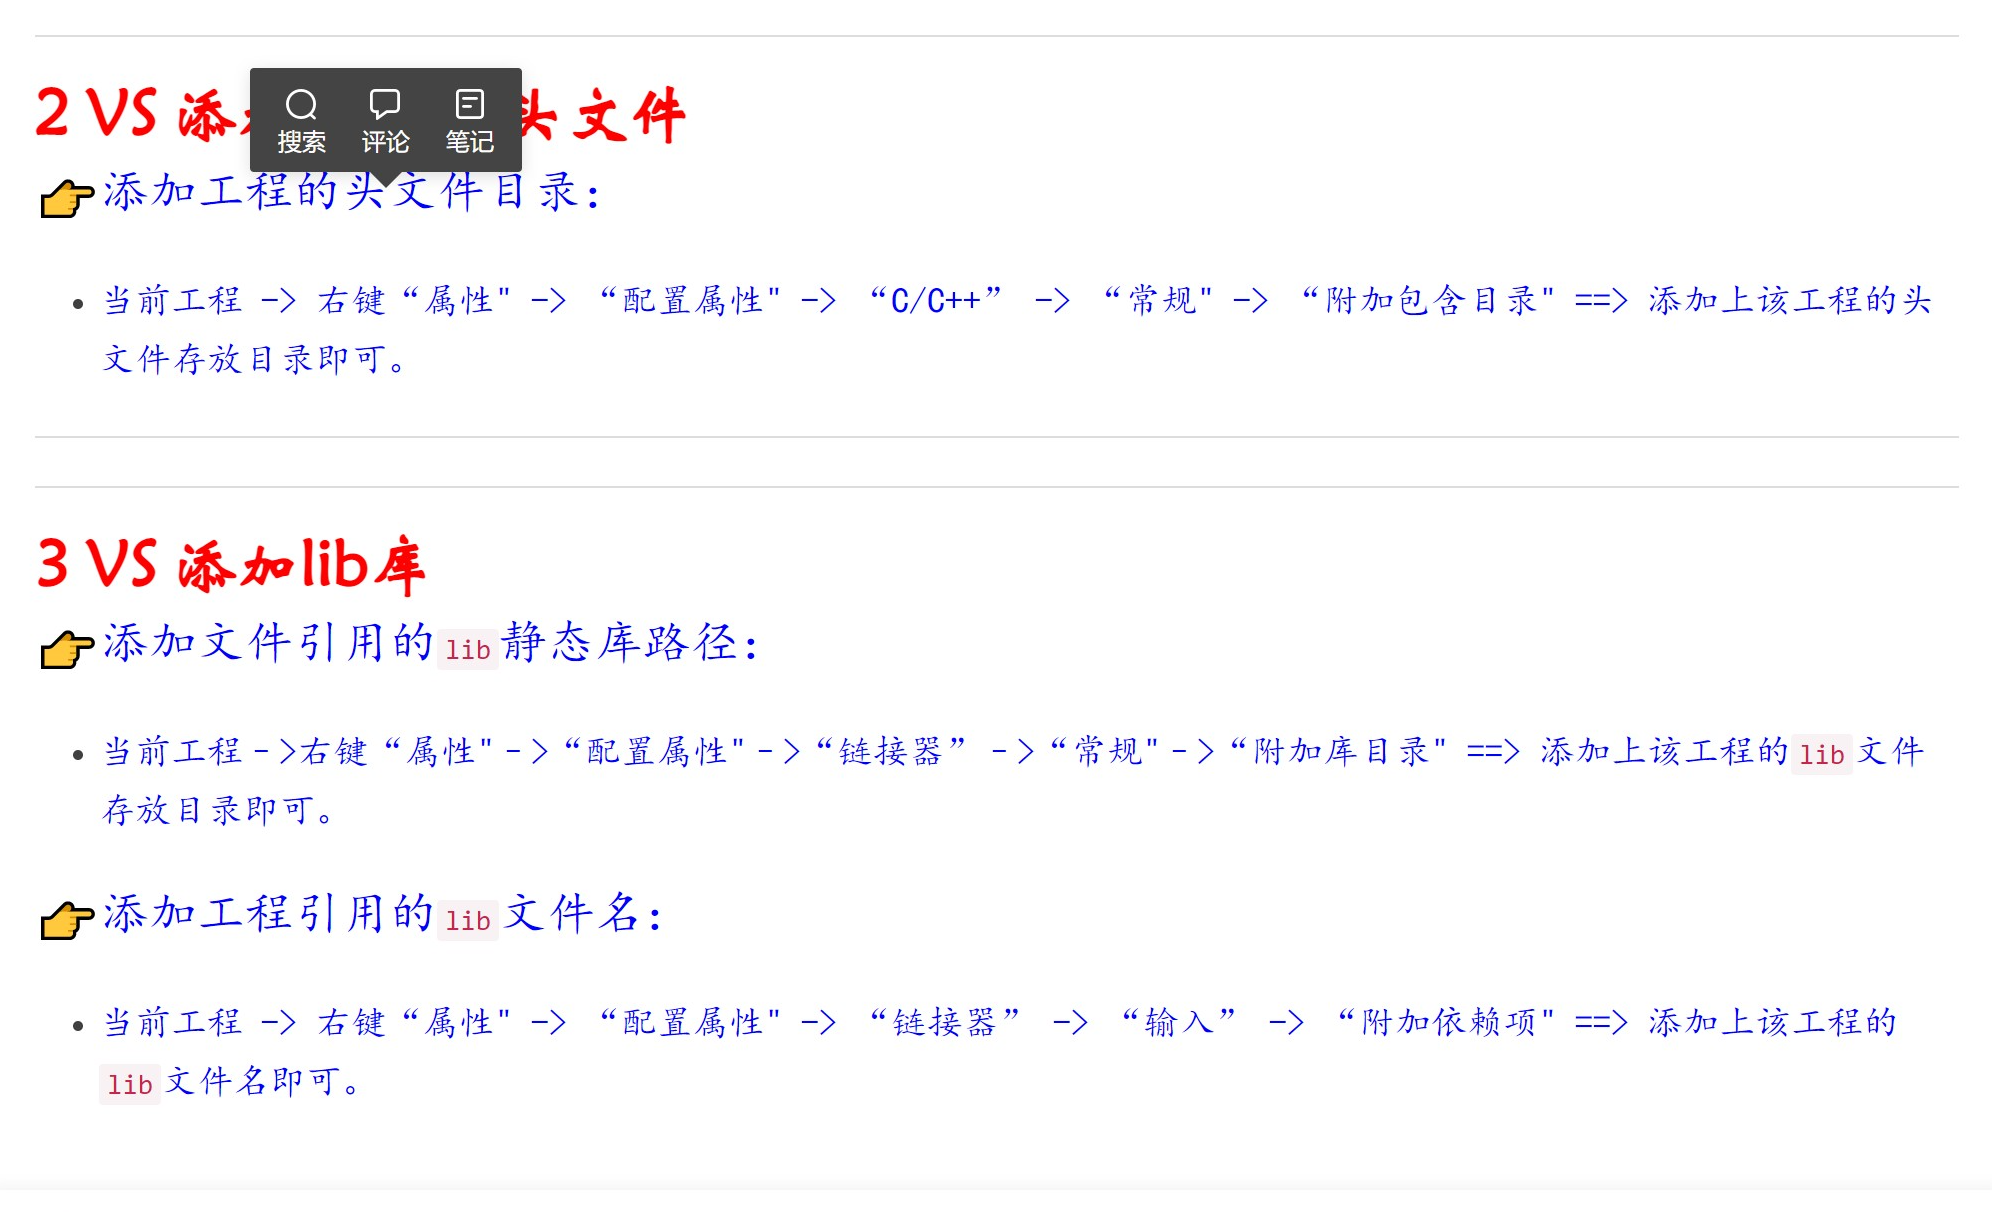 2 VS 添 头文件
搜索 评论 笔记
添加工程的头文件目录：
当前工程 -> 右键“属性" -> “配置属性" -> “C/C++” -> “常规" -> “附加包含目录" ==> 添加上该工程的头
文件存放目录即可。
3 VS 添加lib库
添加文件引用的lib静态库路径：
当前工程->右键“属性"->“配置属性"->“链接器” ->“常规"->“附加库目录" ==> 添加上该工程的lib文件
存放目录即可。
添加工程引用的lib文件名：
当前工程 -> 右键“属性" -> “配置属性" -> “链接器” -> “输入” -> “附加依赖项" ==> 添加上该工程的
lib文件名即可。